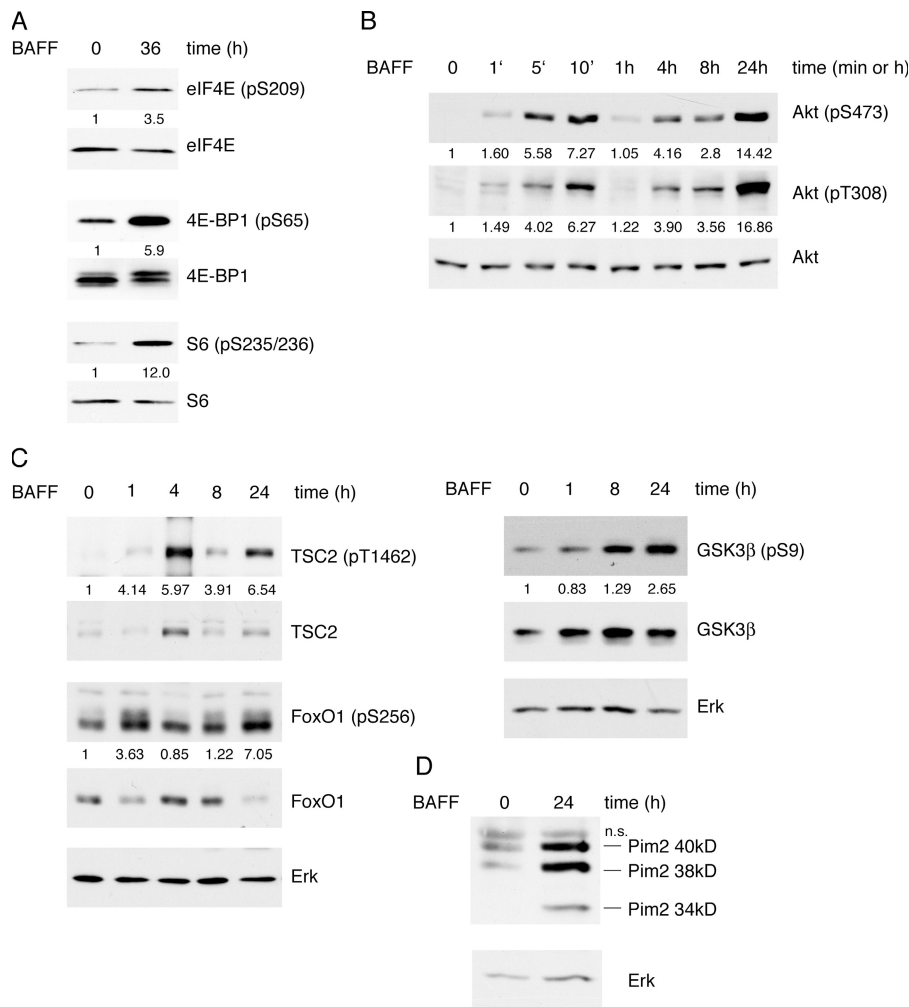 A
BAFF 0 36 time (h)
eIF4E (pS209)
1 3.5
eIF4E
4E-BP1 (pS65)
1 5.9
4E-BP1
S6 (pS235/236)
1 12.0
S6
B
BAFF 0 1‘ 5‘ 10’ 1h 4h 8h 24h time (min or h)
Akt (pS473)
1 1.60 5.58 7.27 1.05 4.16 2.8 14.42
Akt (pT308)
1 1.49 4.02 6.27 1.22 3.90 3.56 16.86
Akt
C
BAFF 0 1 4 8 24 time (h)
TSC2 (pT1462)
1 4.14 5.97 3.91 6.54
TSC2
FoxO1 (pS256)
1 3.63 0.85 1.22 7.05
FoxO1
Erk
BAFF 0 1 8 24 time (h)
GSK3β (pS9)
1 0.83 1.29 2.65
GSK3β
Erk
D
BAFF 0 24 time (h)
n.s.
Pim2 40kD
Pim2 38kD
Pim2 34kD
Erk